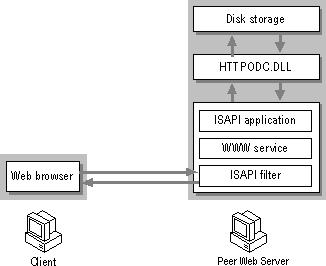 Disk storage
HTTPODC.DLL
ISAPI application
WWW service
Web browser
ISAPI filter
Client
Peer Web Server